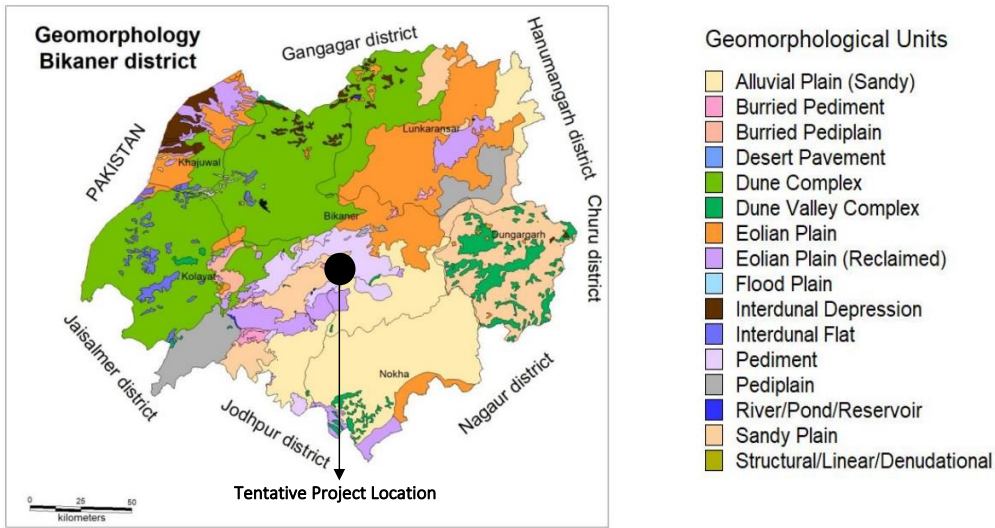 Geomorphology
Bikaner district
Gangagar district
Hanumangarh district
PAKISTAN
Lunkaransar
Khajuwal
Churu district
Bikaner
Dungargarh
Kolayat
Jaisalmer district
Nokha
Nagaur district
Jodhpur district
Tentative Project Location
0 25 50
kilometers
Geomorphological Units
Alluvial Plain (Sandy)
Burried Pediment
Burried Pediplain
Desert Pavement
Dune Complex
Dune Valley Complex
Eolian Plain
Eolian Plain (Reclaimed)
Flood Plain
Interdunal Depression
Interdunal Flat
Pediment
Pediplain
River/Pond/Reservoir
Sandy Plain
Structural/Linear/Denudational